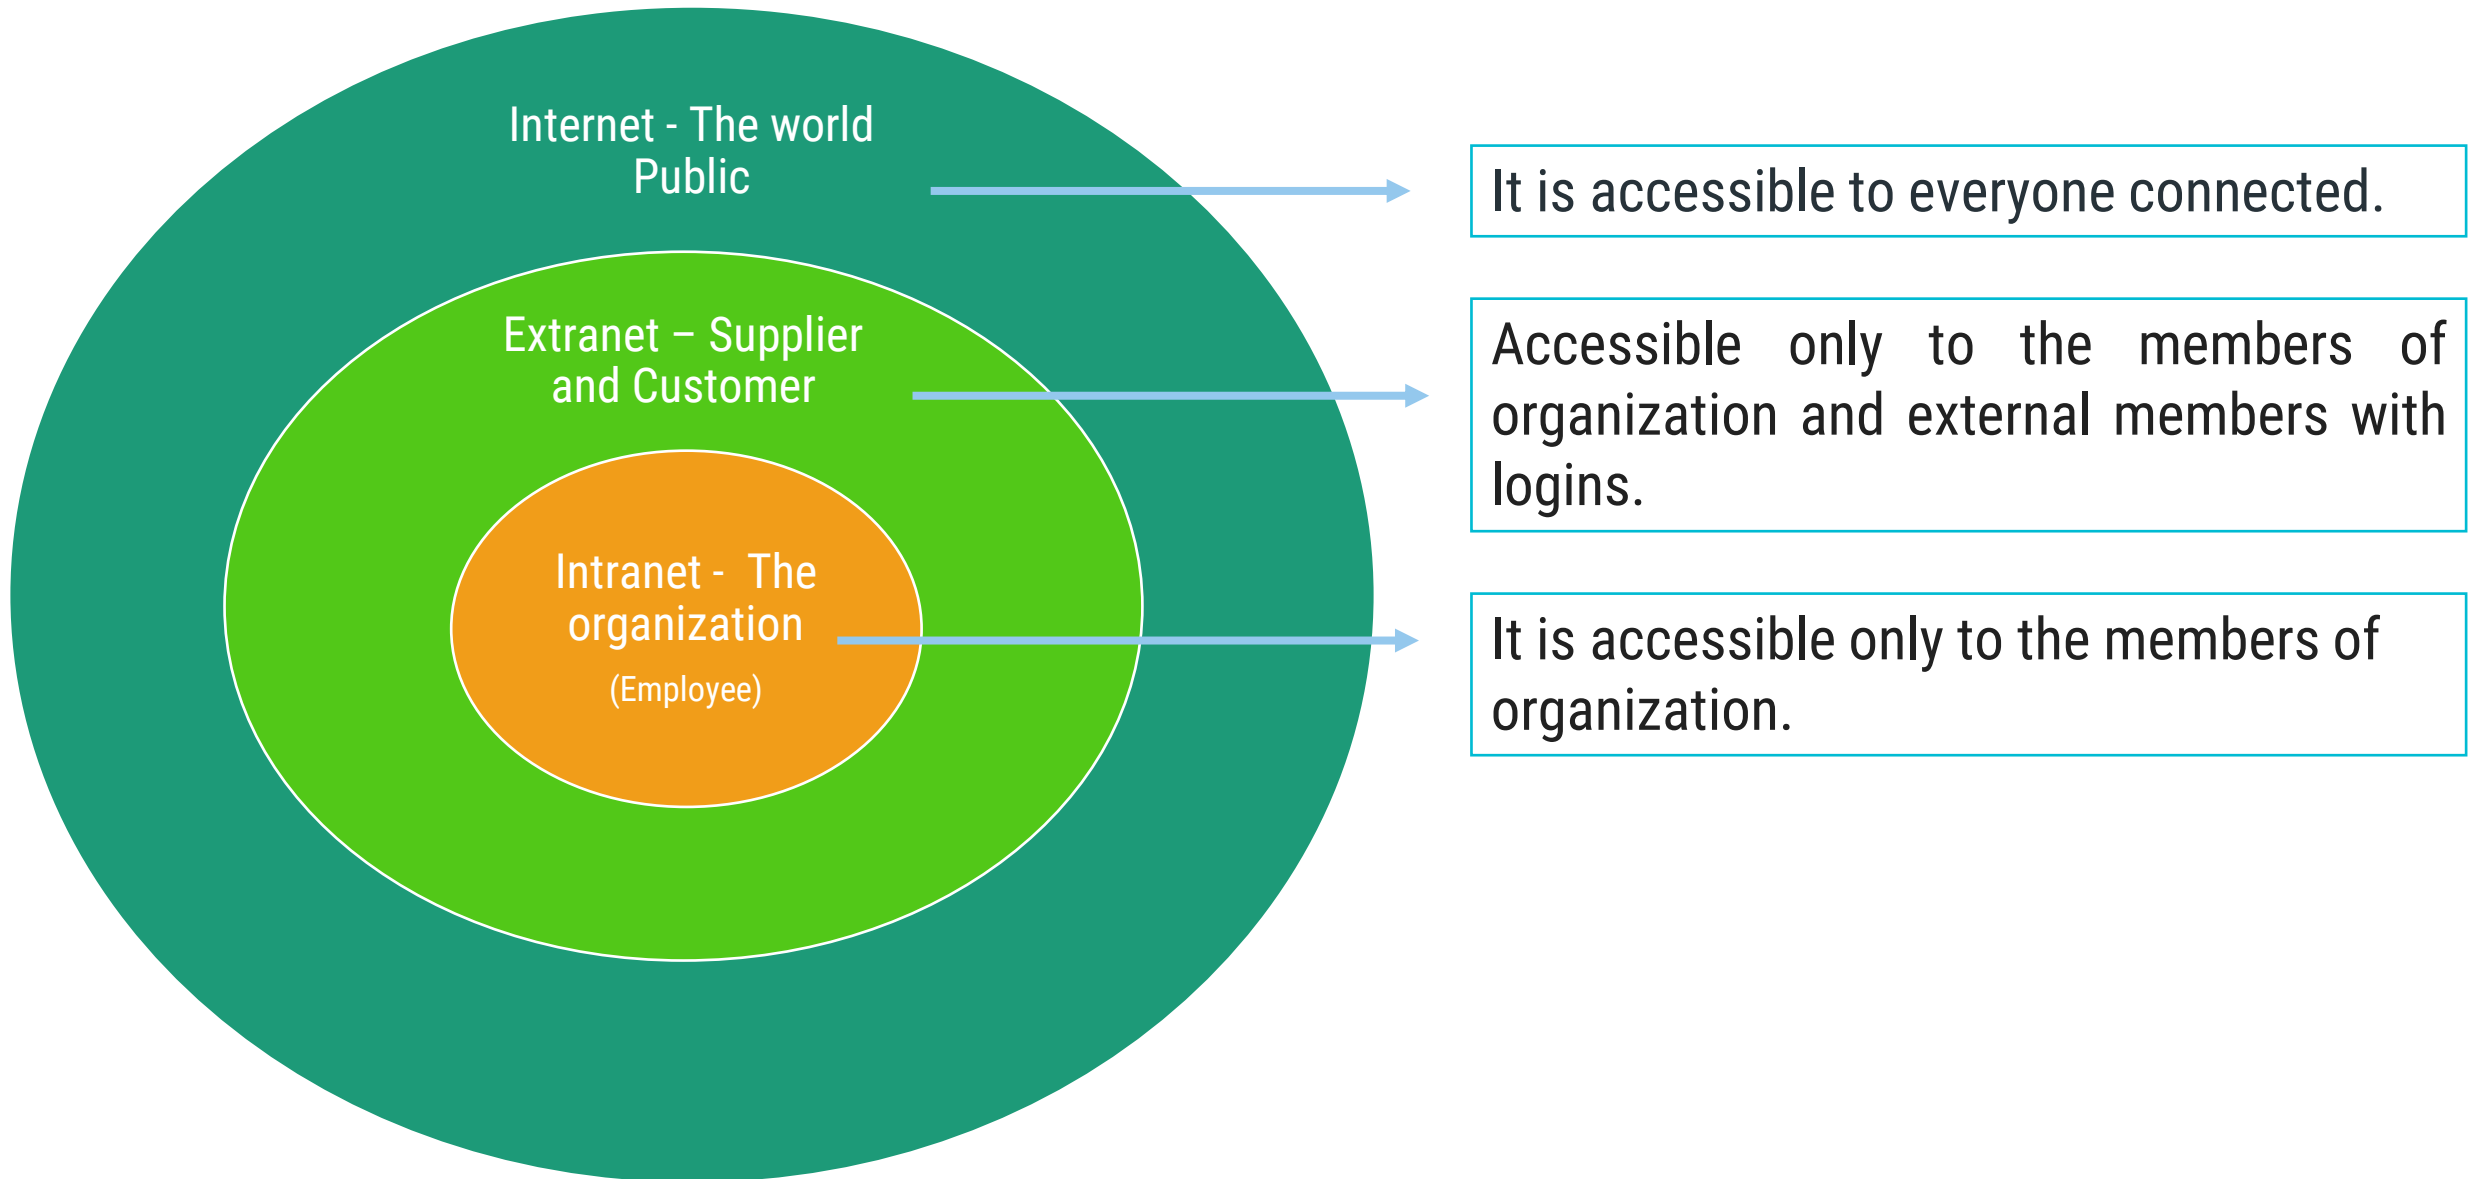 Internet - The world
Public
It is accessible to everyone connected.
Extranet – Supplier
and Customer
Accessible only to the members of
organization and external members with
logins.
Intranet -  The
organization
(Employee)
It is accessible only to the members of
organization.